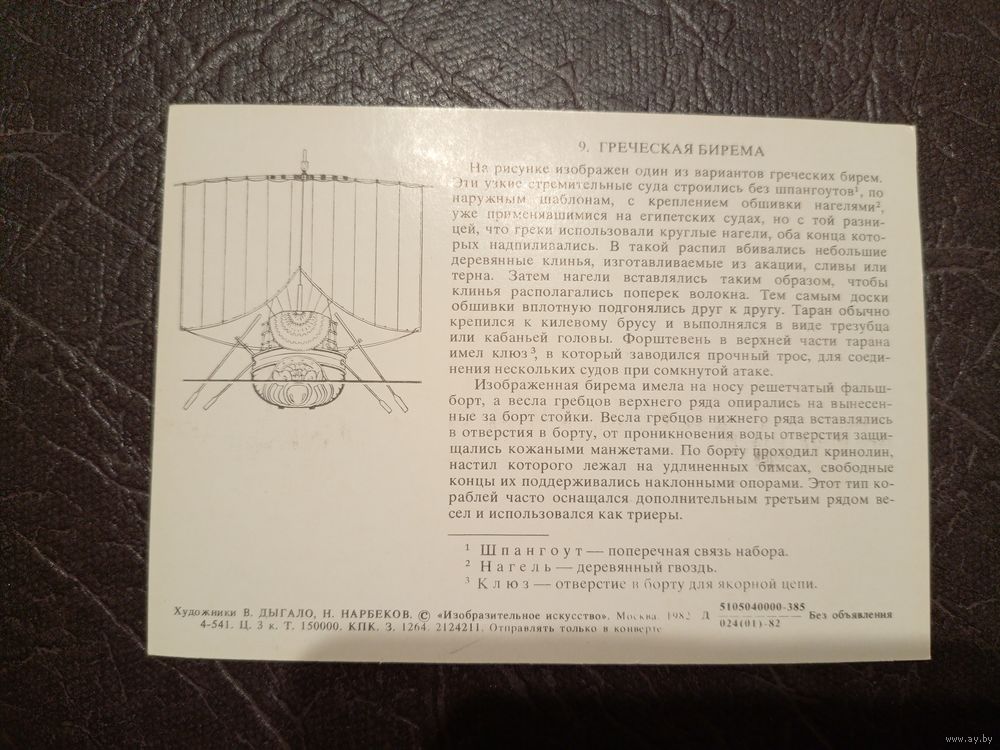 9. ГРЕЧЕСКАЯ БИРЕМА
На рисунке изображен один из вариантов греческих бирем.
Эти узкие стремительные суда строились без шпангоутов¹, по
наружным шаблонам, с креплением обшивки нагелями²,
уже применявшимися на египетских судах, но с той разни-
цей, что греки использовали круглые нагели, оба конца кото-
рых надпиливались. В такой распил вбивались небольшие
деревянные клинья, изготавливаемые из акации, сливы или
терна. Затем нагели вставлялись таким образом, чтобы
клинья располагались поперек волокна. Тем самым доски
обшивки вплотную подгонялись друг к другу. Таран обычно
крепился к килевому брусу и выполнялся в виде трезубца
или кабаньей головы. Форштевень в верхней части тарана
имел клюз³, в который заводился прочный трос, для соеди-
нения нескольких судов при сомкнутой атаке.
Изображенная бирема имела на носу решетчатый фальш-
борт, а весла гребцов верхнего ряда опирались на вынесен-
ные за борт стойки. Весла гребцов нижнего ряда вставлялись
в отверстия в борту, от проникновения воды отверстия защи-
щались кожаными манжетами. По борту проходил кринолин,
настил которого лежал на удлиненных бимсах, свободные
концы их поддерживались наклонными опорами. Этот тип ко-
раблей часто оснащался дополнительным третьим рядом ве-
сел и использовался как триеры.
¹ Шпангоут — поперечная связь набора.
² Нагель — деревянный гвоздь.
³ Клюз — отверстие в борту для якорной цепи.
Художники В. ДЫГАЛО, Н. НАРБЕКОВ. © «Изобразительное искусство». Москва. 1982 Д 5105040000-385 Без объявления
024(01)-82
4-541. Ц. 3 к. Т. 150000. КПК. З. 1264. 2124211. Отправлять только в конверте
www.ay.by